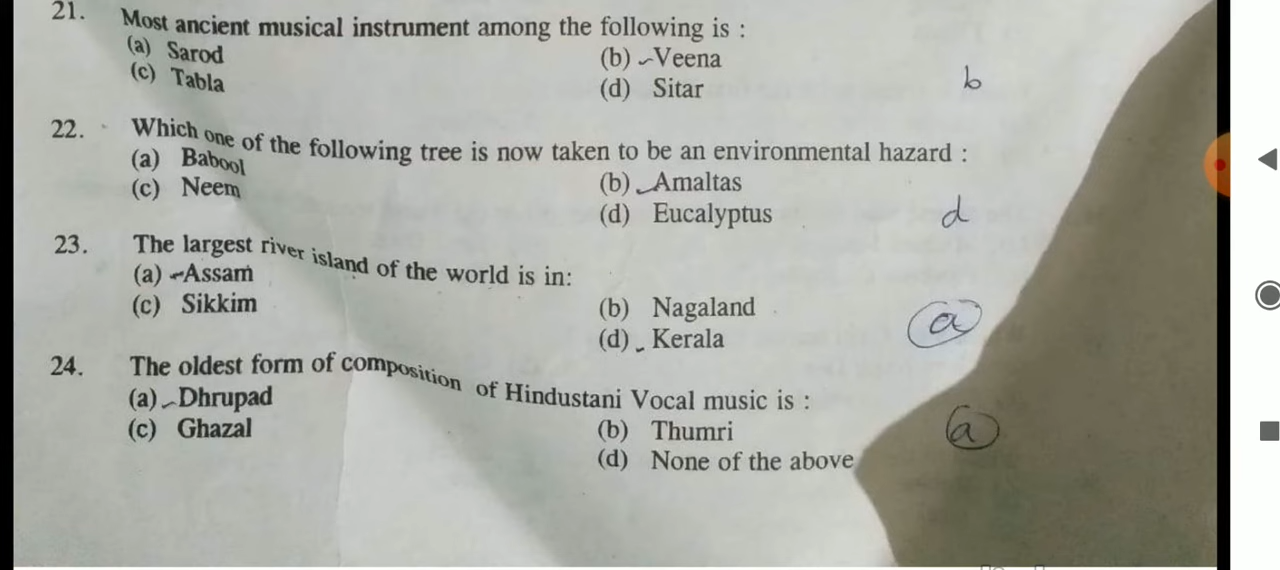 21. Most ancient musical instrument among the following is :
(a) Sarod
(b) Veena
(c) Tabla
(d) Sitar
b
22. Which one of the following tree is now taken to be an environmental hazard :
(a) Babool
(b) Amaltas
(c) Neem
(d) Eucalyptus
d
23. The largest river island of the world is in:
(a) Assam
(b) Nagaland
(c) Sikkim
(d) Kerala
a
24. The oldest form of composition of Hindustani Vocal music is :
(a) Dhrupad
(b) Thumri
(c) Ghazal
(d) None of the above
a